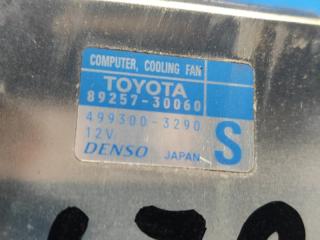 COMPUTER, COOLING FAN
TOYOTA
89257-30060
499300-3290
12V
DENSO JAPAN
S